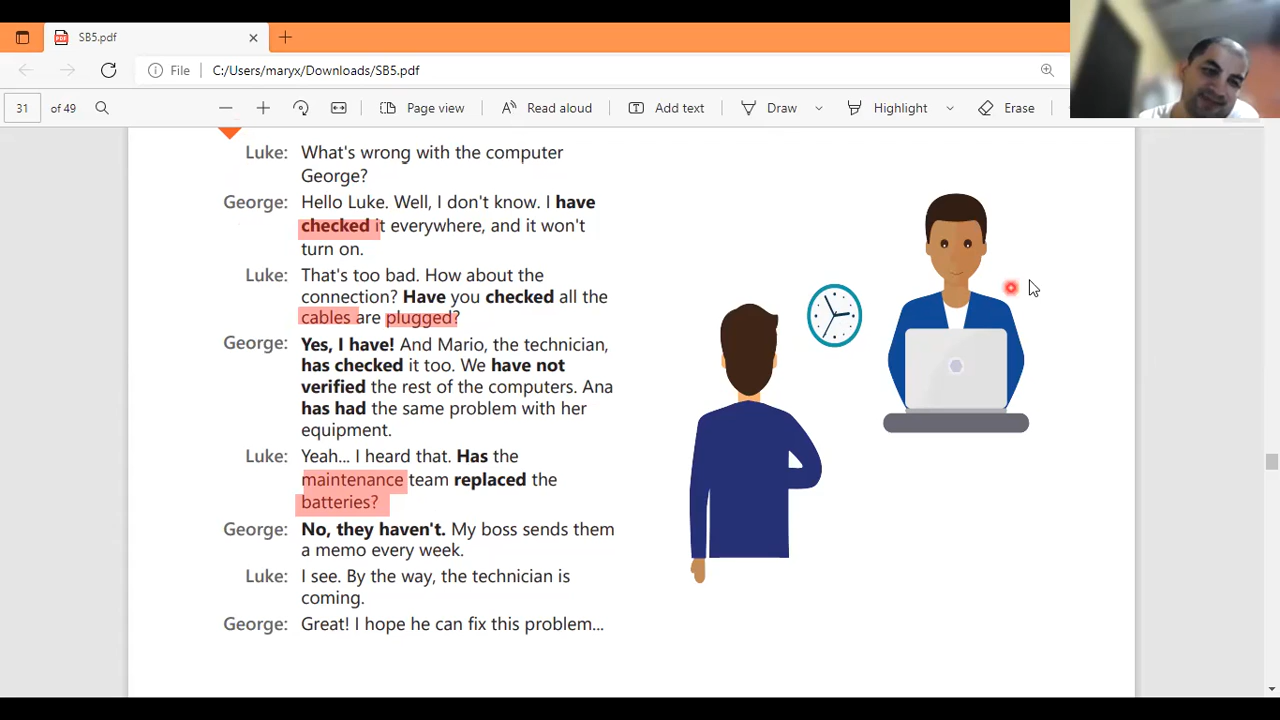 SB5.pdf
File
C:/Users/maryx/Downloads/SB5.pdf
31 of 49 Page view Read aloud Add text Draw Highlight Erase
Luke: What's wrong with the computer
George?
George: Hello Luke. Well, I don't know. I have
checked it everywhere, and it won't
turn on.
Luke: That's too bad. How about the
connection? Have you checked all the
cables are plugged?
George: Yes, I have! And Mario, the technician,
has checked it too. We have not
verified the rest of the computers. Ana
has had the same problem with her
equipment.
Luke: Yeah... I heard that. Has the
maintenance team replaced the
batteries?
George: No, they haven't. My boss sends them
a memo every week.
Luke: I see. By the way, the technician is
coming.
George: Great! I hope he can fix this problem...